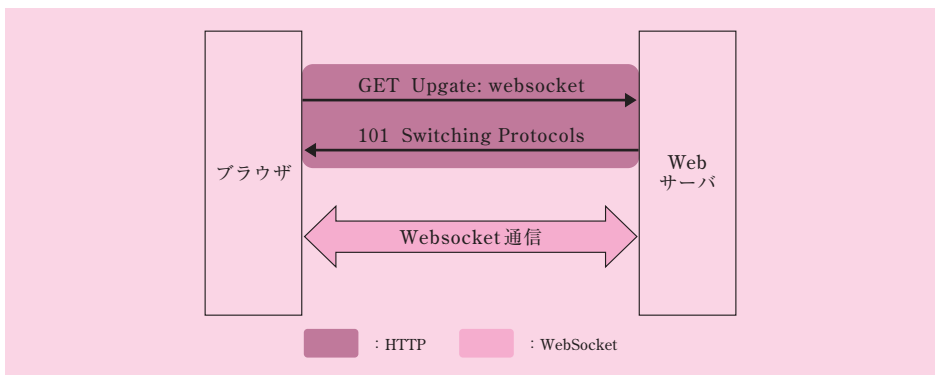 GET Upgate: websocket
101 Switching Protocols
ブラウザ
Web
サーバ
Websocket通信
：HTTP
：WebSocket